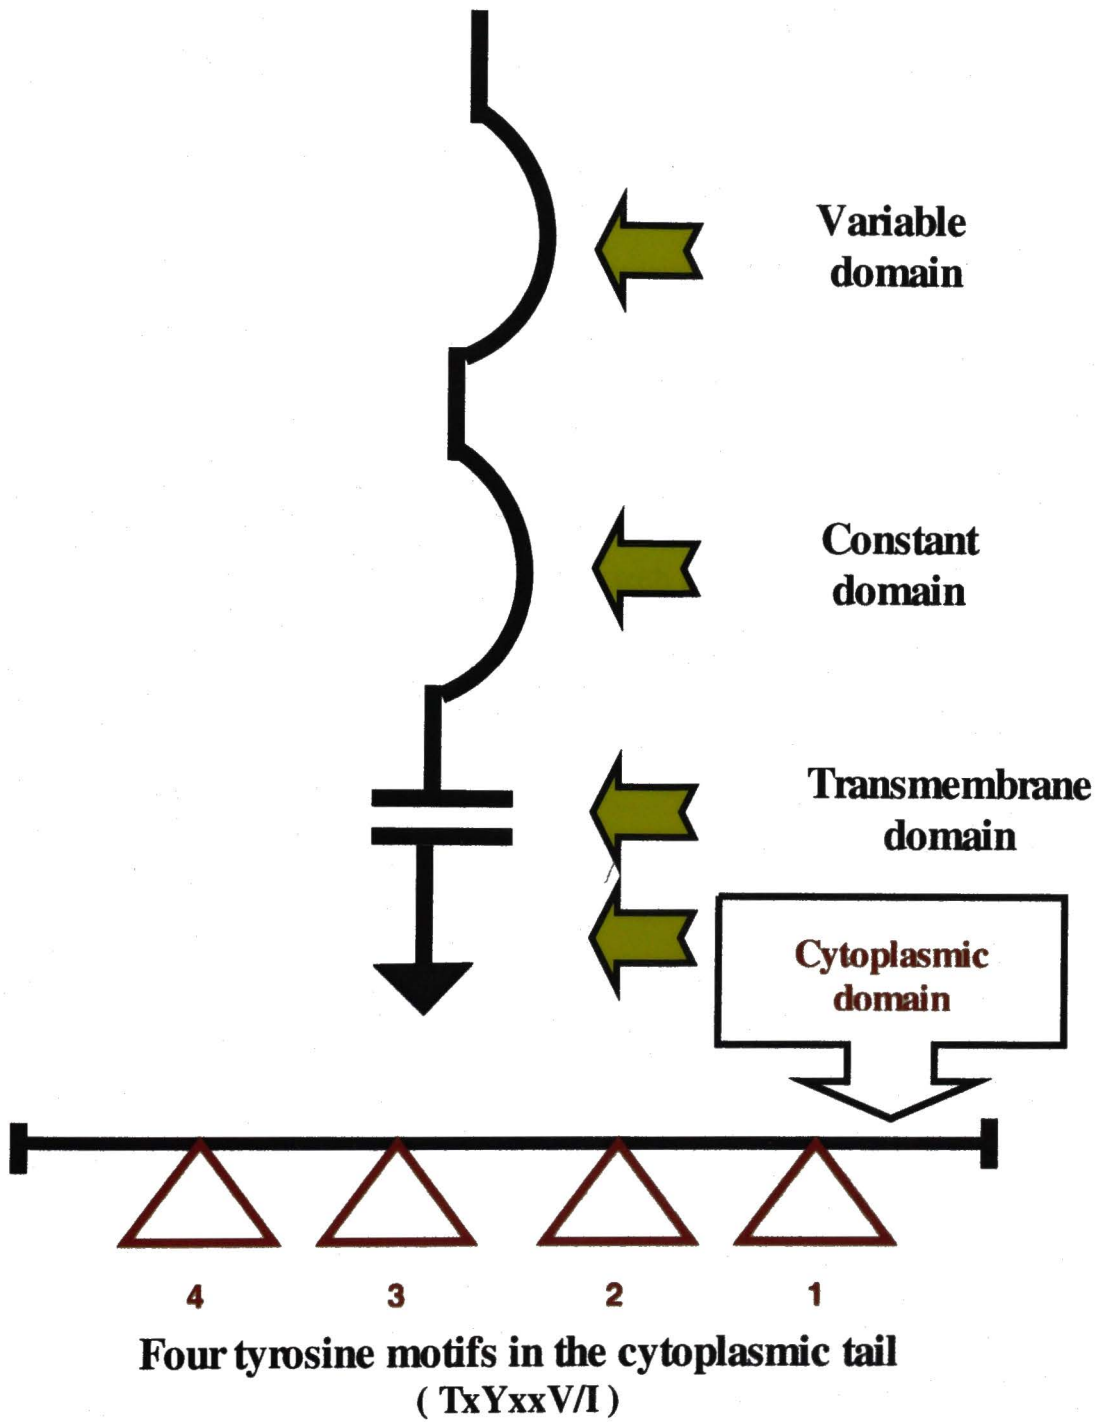 Variable
domain
Constant
domain
Transmembrane
domain
Cytoplasmic
domain
4 3 2 1
Four tyrosine motifs in the cytoplasmic tail
( TxYxxV/I )